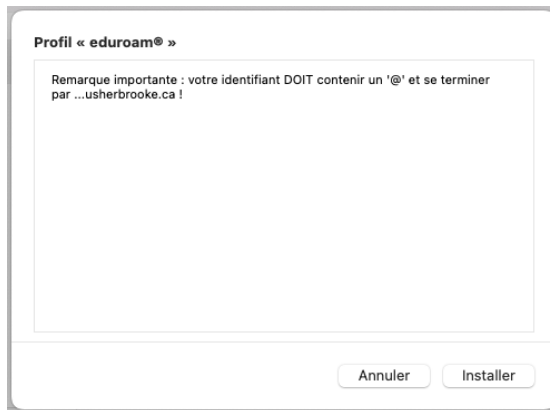 Profil « eduroam® »
Remarque importante : votre identifiant DOIT contenir un '@' et se terminer
par ...usherbrooke.ca !
Annuler
Installer